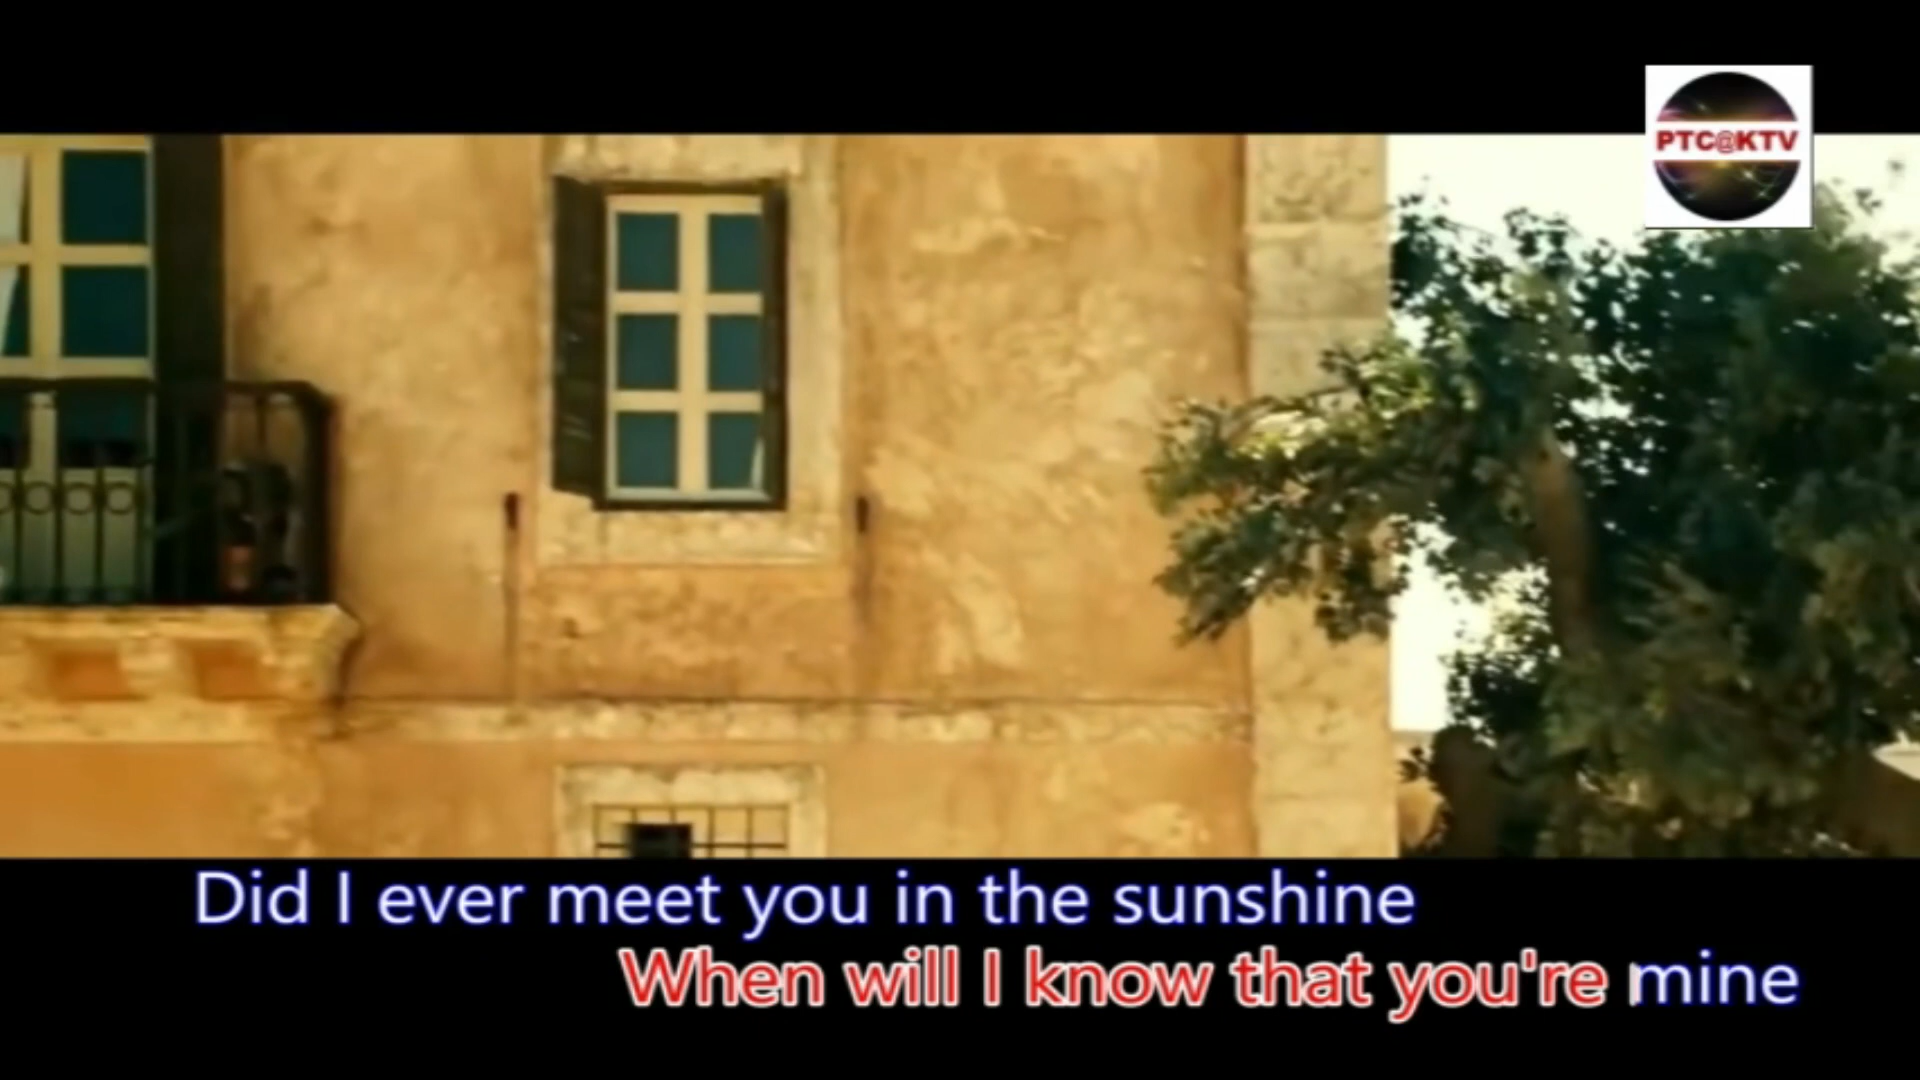 PTC@KTV
Did I ever meet you in the sunshine
When will I know that you're mine